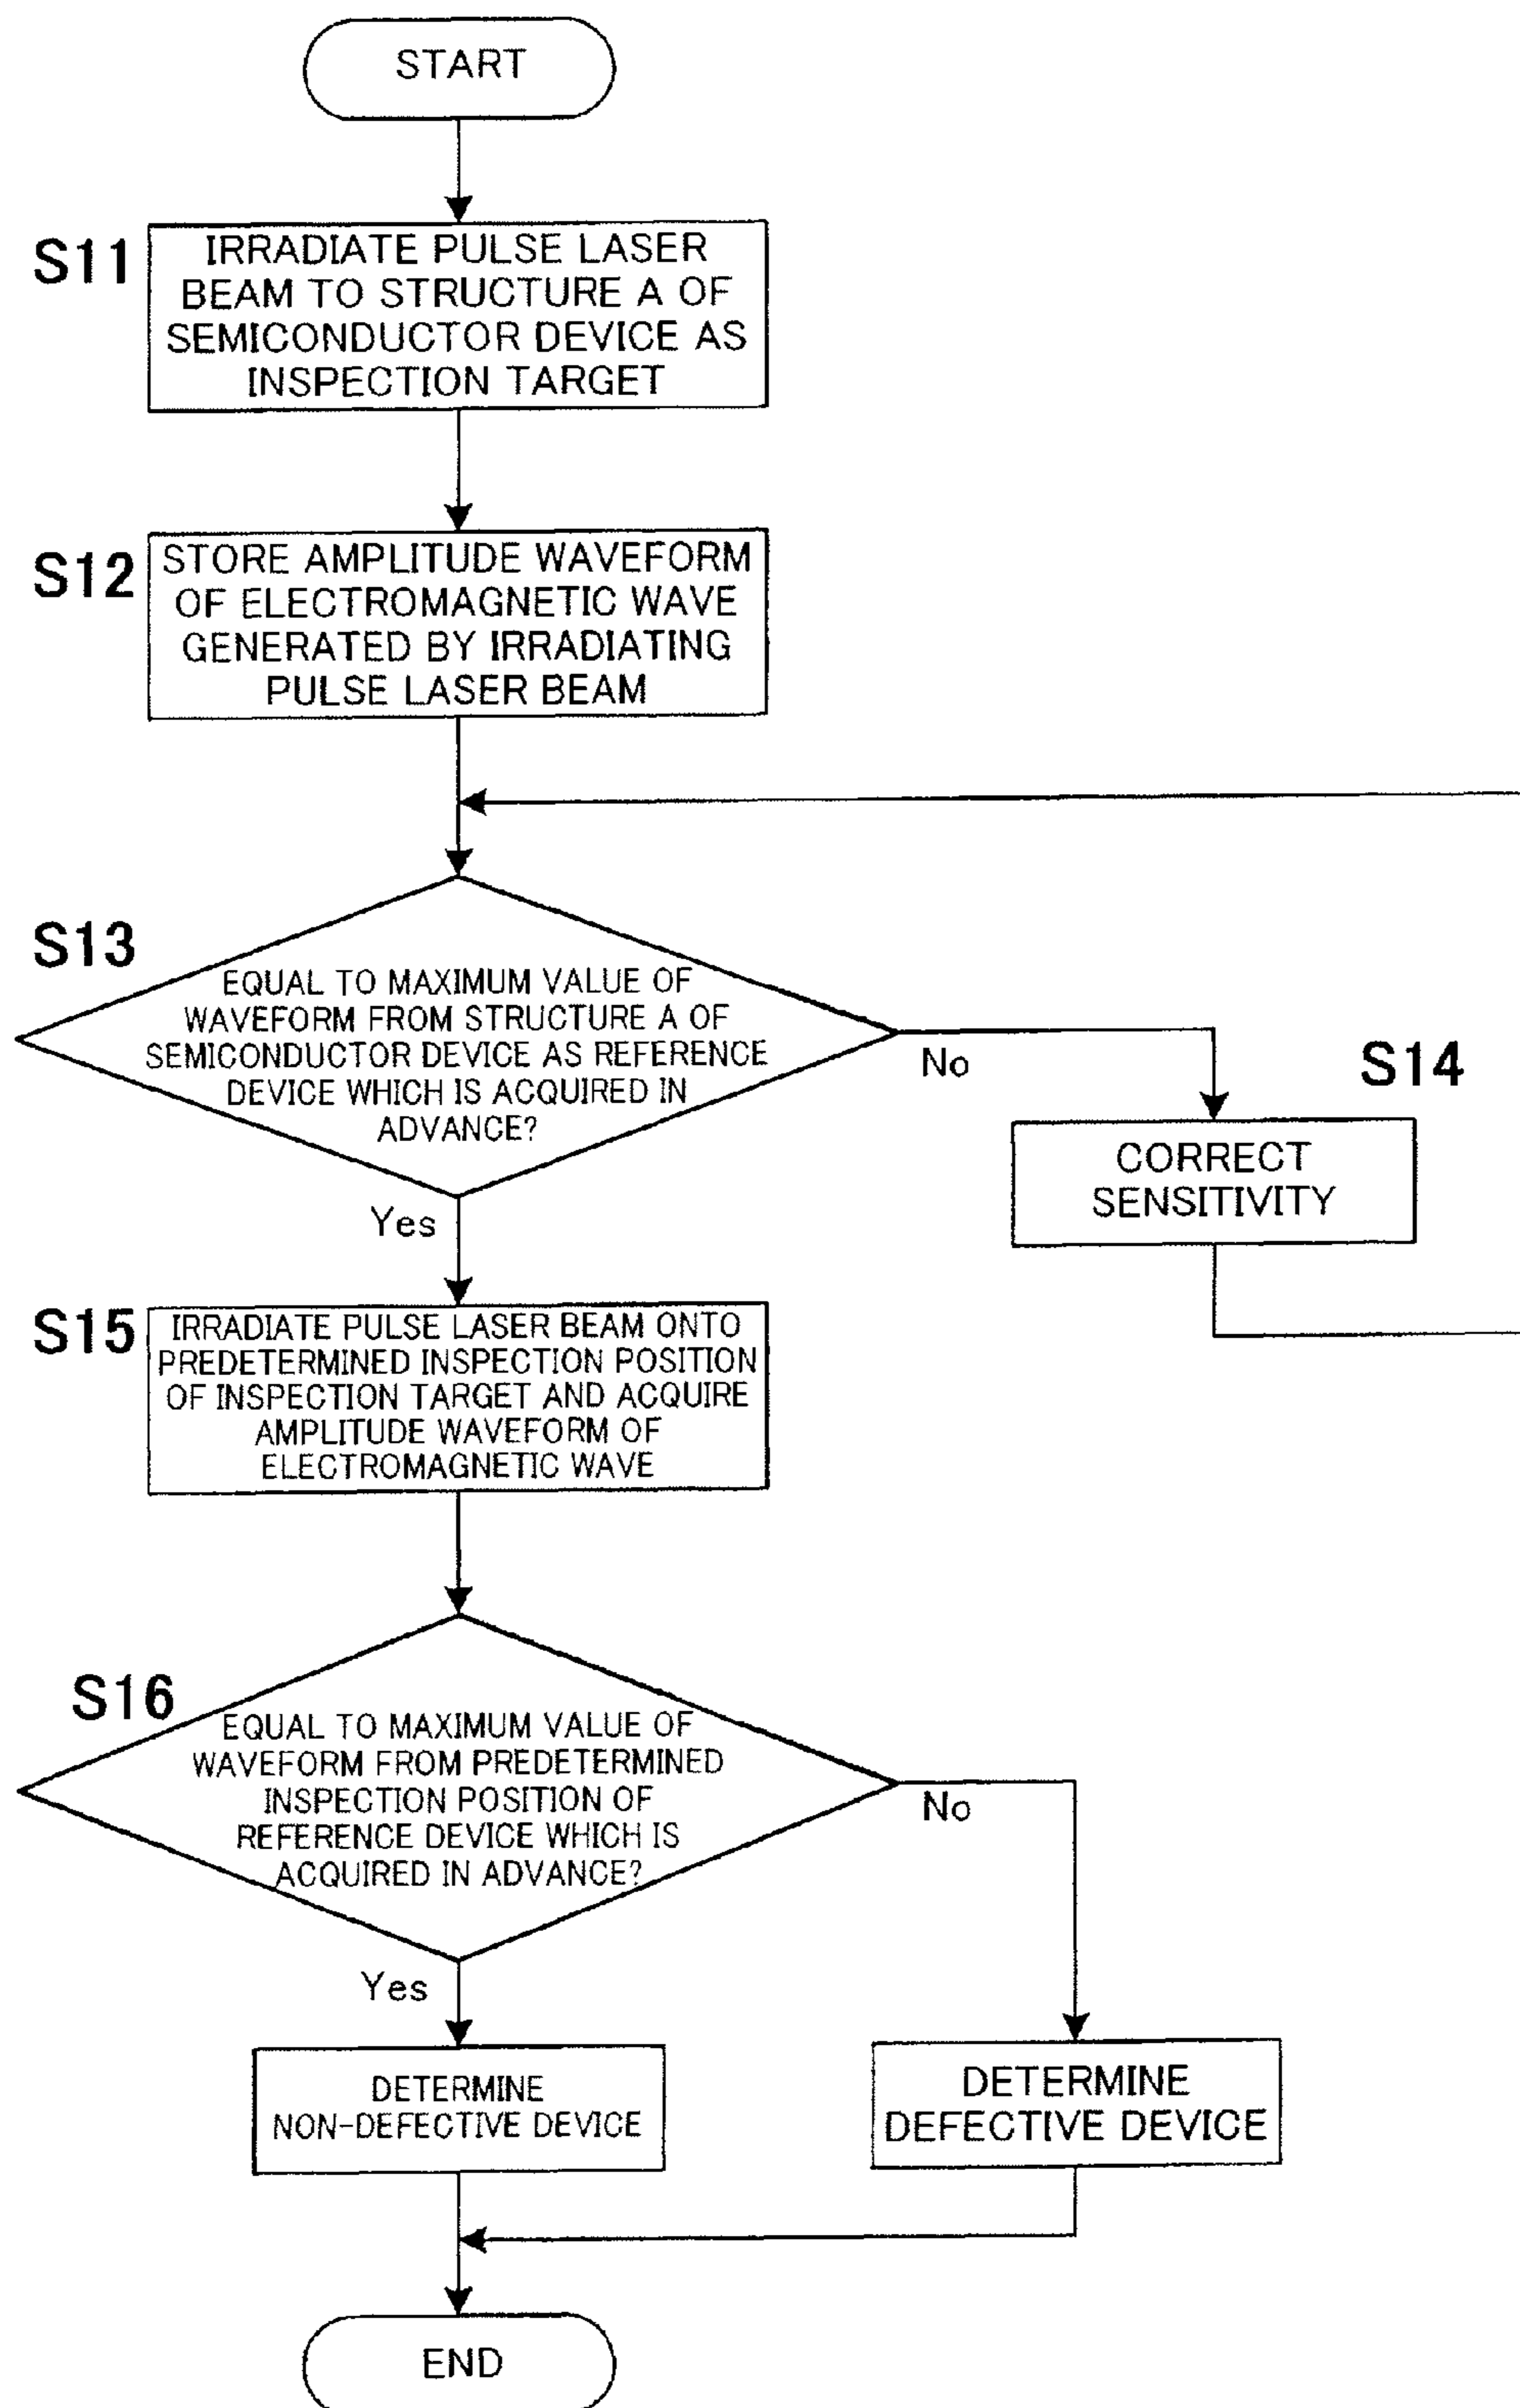 START
S11
IRRADIATE PULSE LASER
BEAM TO STRUCTURE A OF
SEMICONDUCTOR DEVICE AS
INSPECTION TARGET
S12
STORE AMPLITUDE WAVEFORM
OF ELECTROMAGNETIC WAVE
GENERATED BY IRRADIATING
PULSE LASER BEAM
S13
EQUAL TO MAXIMUM VALUE OF
WAVEFORM FROM STRUCTURE A OF
SEMICONDUCTOR DEVICE AS REFERENCE
DEVICE WHICH IS ACQUIRED IN
ADVANCE?
No
S14
CORRECT
SENSITIVITY
Yes
S15
IRRADIATE PULSE LASER BEAM ONTO
PREDETERMINED INSPECTION POSITION
OF INSPECTION TARGET AND ACQUIRE
AMPLITUDE WAVEFORM OF
ELECTROMAGNETIC WAVE
S16
EQUAL TO MAXIMUM VALUE OF
WAVEFORM FROM PREDETERMINED
INSPECTION POSITION OF
REFERENCE DEVICE WHICH IS
ACQUIRED IN ADVANCE?
No
Yes
DETERMINE
NON-DEFECTIVE DEVICE
DETERMINE
DEFECTIVE DEVICE
END